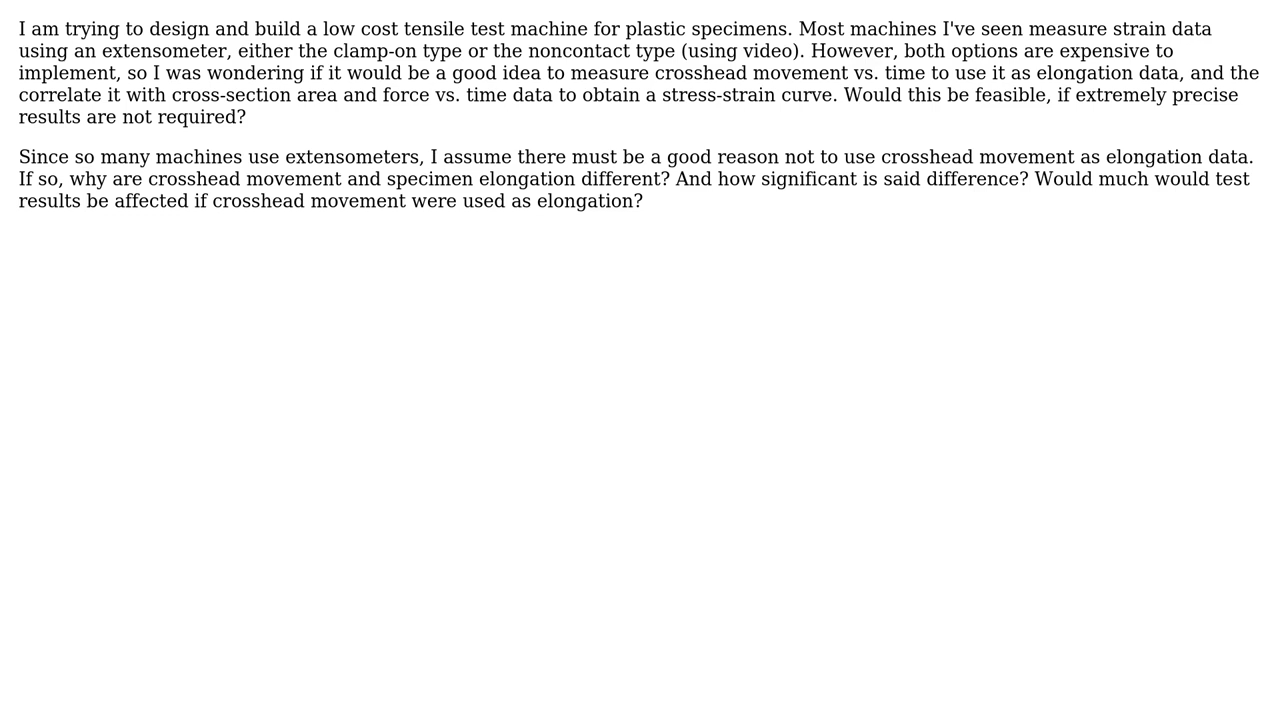 I am trying to design and build a low cost tensile test machine for plastic specimens. Most machines I've seen measure strain data
using an extensometer, either the clamp-on type or the noncontact type (using video). However, both options are expensive to
implement, so I was wondering if it would be a good idea to measure crosshead movement vs. time to use it as elongation data, and the
correlate it with cross-section area and force vs. time data to obtain a stress-strain curve. Would this be feasible, if extremely precise
results are not required?
Since so many machines use extensometers, I assume there must be a good reason not to use crosshead movement as elongation data.
If so, why are crosshead movement and specimen elongation different? And how significant is said difference? Would much would test
results be affected if crosshead movement were used as elongation?